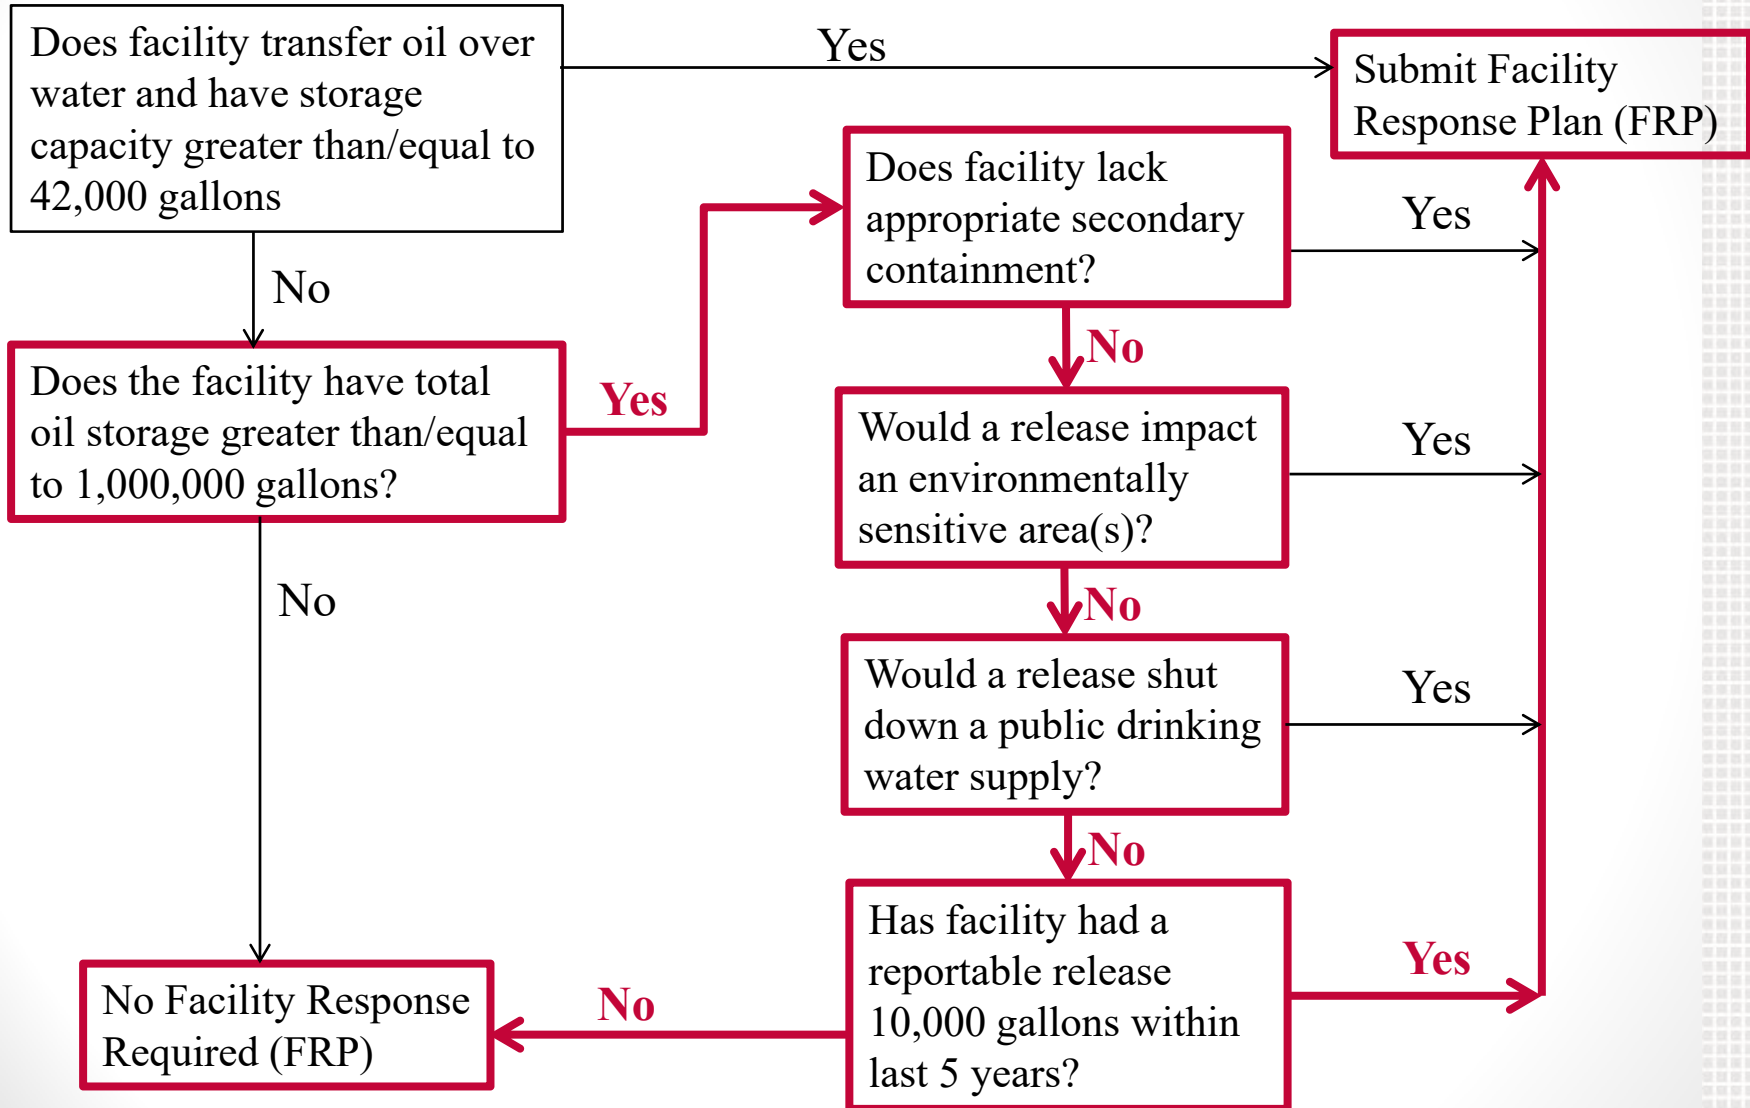 Does facility transfer oil over
water and have storage
capacity greater than/equal to
42,000 gallons
Yes
Submit Facility
Response Plan (FRP)
No
Does facility lack
appropriate secondary
containment?
Yes
No
Does the facility have total
oil storage greater than/equal
to 1,000,000 gallons?
Yes
Would a release impact
an environmentally
sensitive area(s)?
Yes
No
No
Would a release shut
down a public drinking
water supply?
Yes
No
Has facility had a
reportable release
10,000 gallons within
last 5 years?
Yes
No
No Facility Response
Required (FRP)